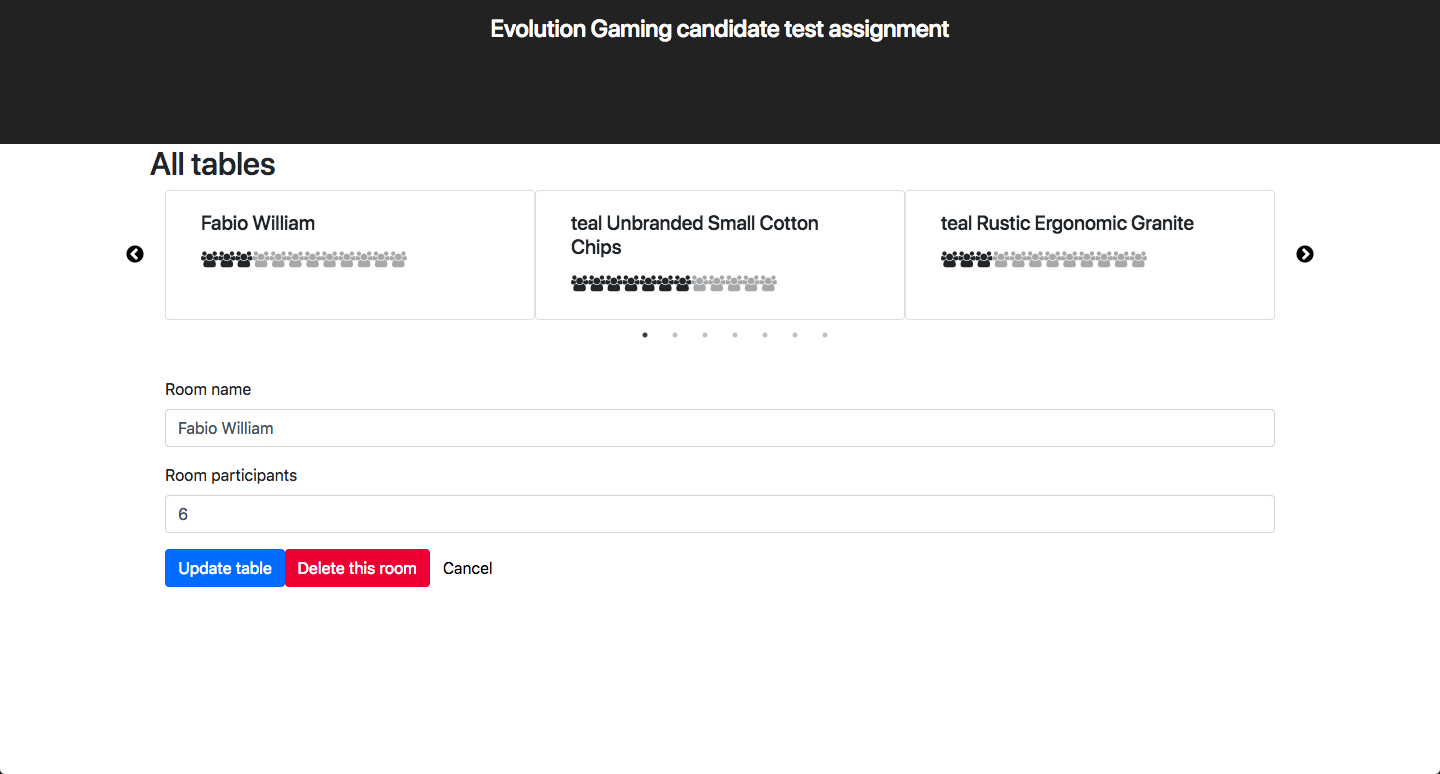 Evolution Gaming candidate test assignment
All tables
Fabio William
teal Unbranded Small Cotton
Chips
teal Rustic Ergonomic Granite
Room name
Fabio William
Room participants
6
Update table
Delete this room
Cancel